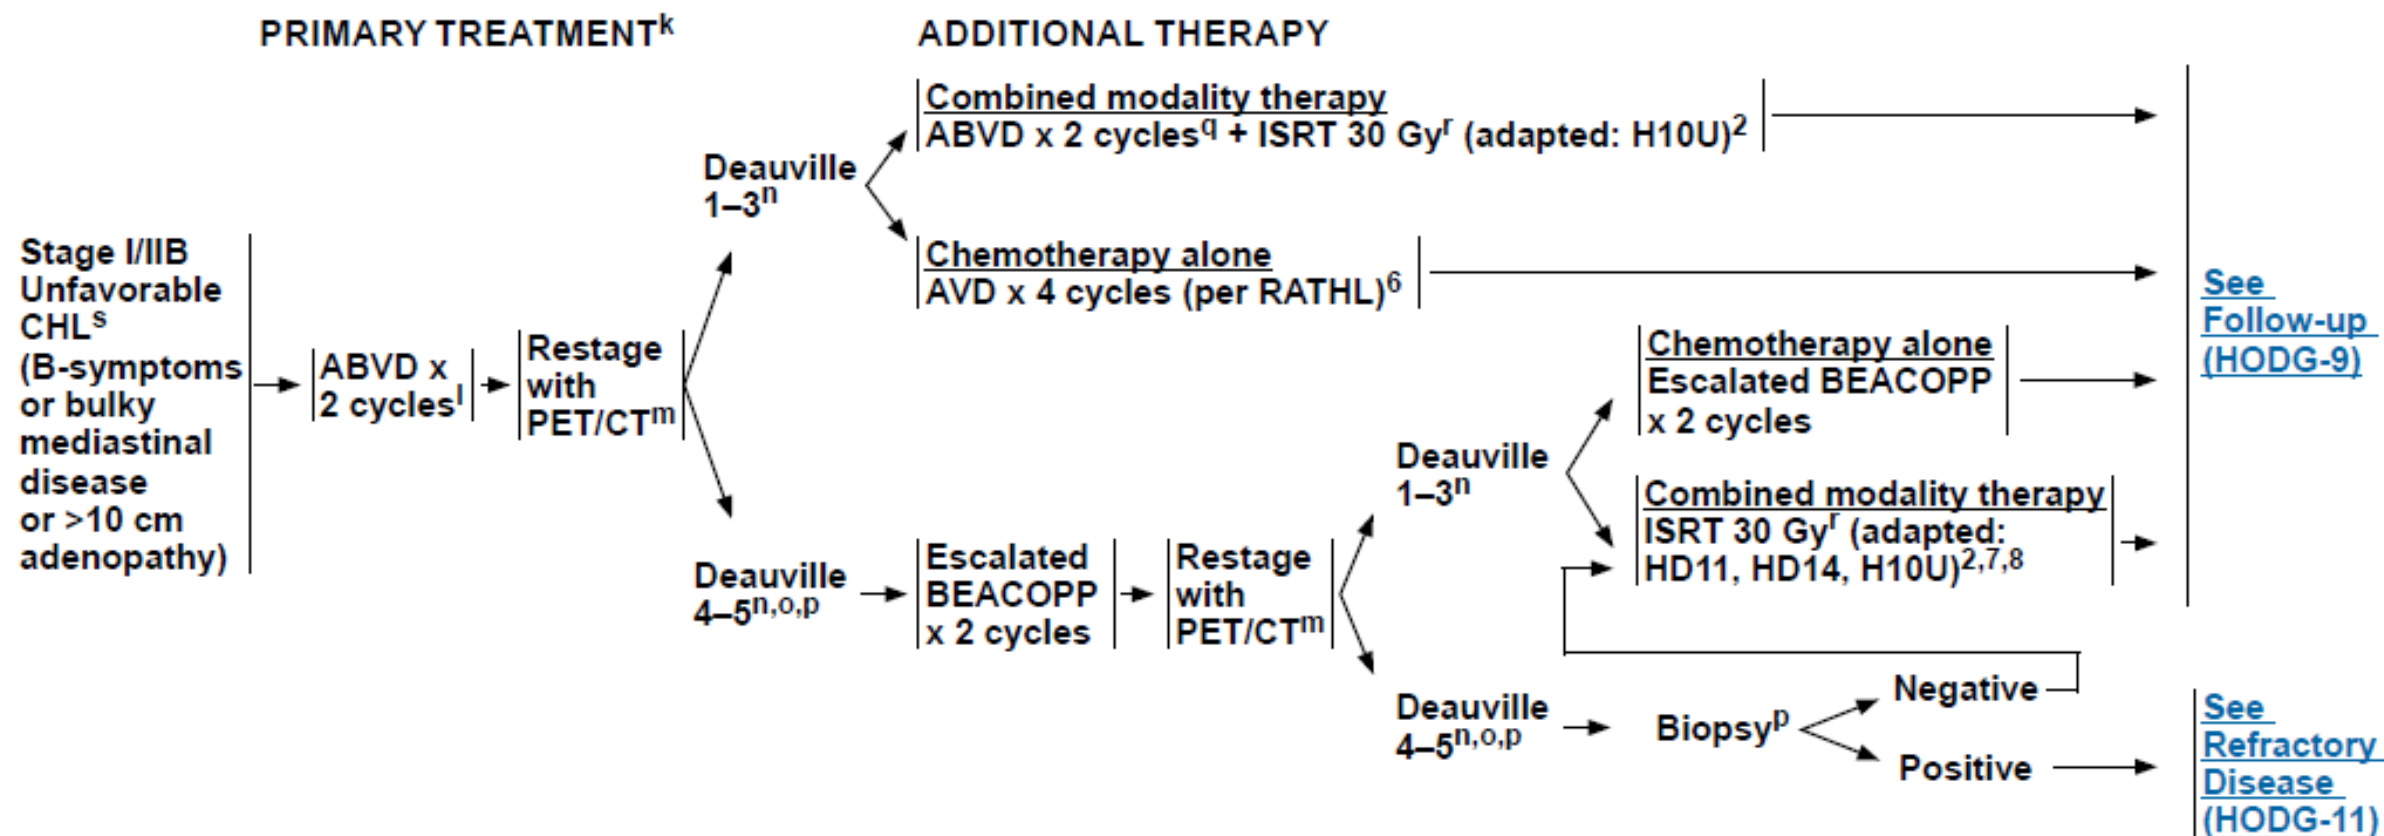 PRIMARY TREATMENTᵏ
ADDITIONAL THERAPY
Stage I/IIB
Unfavorable
CHLˢ
(B-symptoms
or bulky
mediastinal
disease
or >10 cm
adenopathy)
ABVD x
2 cyclesˡ
Restage
with
PET/CTᵐ
Deauville
1–3ⁿ
Combined modality therapy
ABVD x 2 cycles^q + ISRT 30 Gyʳ (adapted: H10U)²
Chemotherapy alone
AVD x 4 cycles (per RATHL)⁶
Deauville
4–5ⁿ,ᵒ,ᵖ
Escalated
BEACOPP
x 2 cycles
Restage
with
PET/CTᵐ
Deauville
1–3ⁿ
Chemotherapy alone
Escalated BEACOPP
x 2 cycles
Combined modality therapy
ISRT 30 Gyʳ (adapted:
HD11, HD14, H10U)²,⁷,⁸
Deauville
4–5ⁿ,ᵒ,ᵖ
Biopsyᵖ
Negative
Positive
See
Follow-up
(HODG-9)
See
Refractory
Disease
(HODG-11)